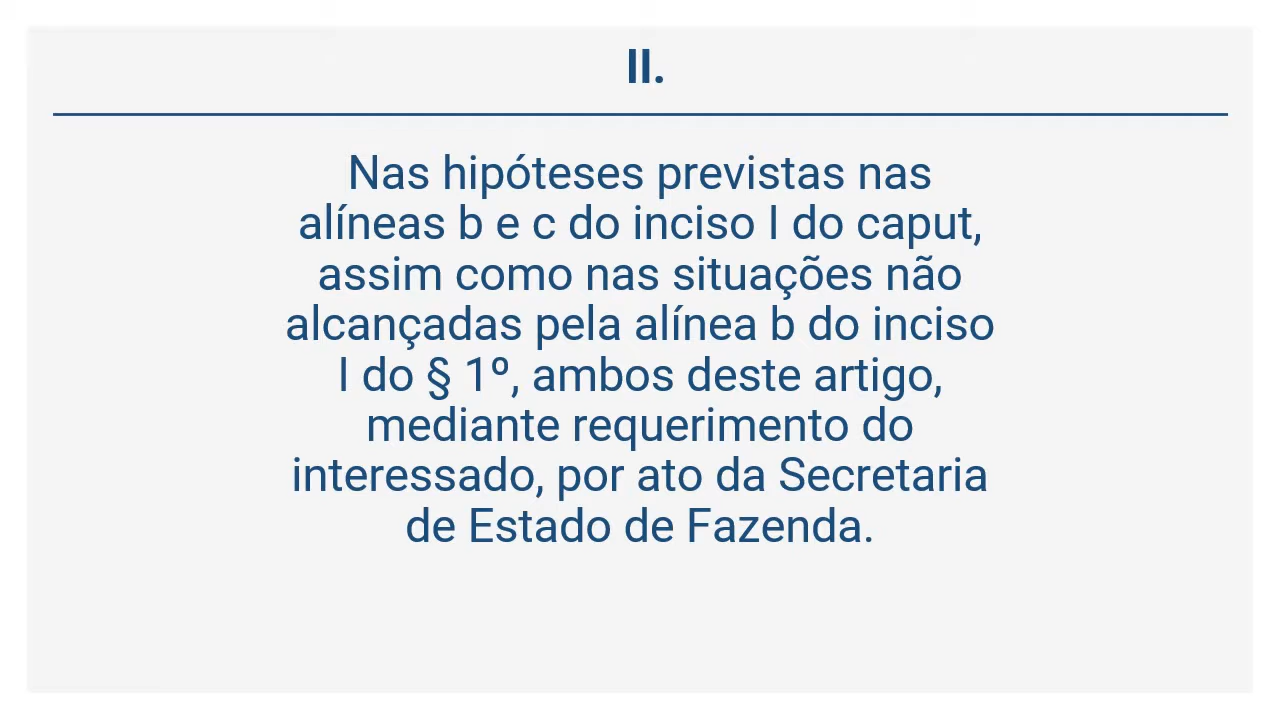 II.
Nas hipóteses previstas nas
alíneas b e c do inciso I do caput,
assim como nas situações não
alcançadas pela alínea b do inciso
I do § 1º, ambos deste artigo,
mediante requerimento do
interessado, por ato da Secretaria
de Estado de Fazenda.